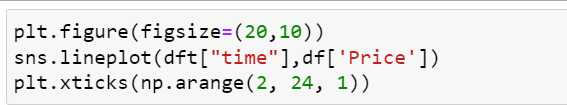 plt.figure(figsize=(20,10))
sns.lineplot(dft["time"],df['Price'])
plt.xticks(np.arange(2, 24, 1))